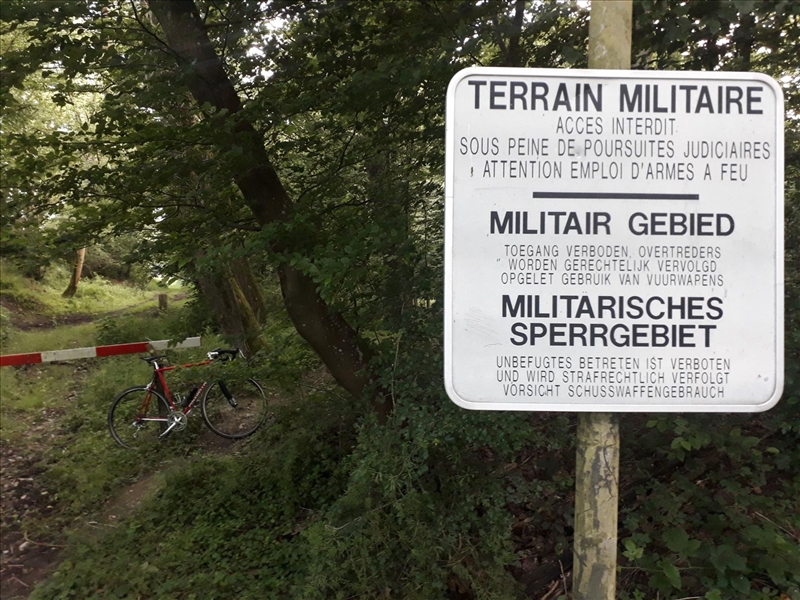 TERRAIN MILITAIRE
ACCES INTERDIT
SOUS PEINE DE POURSUITES JUDICIAIRES
ATTENTION EMPLOI D'ARMES A FEU
MILITAIR GEBIED
TOEGANG VERBODEN, OVERTREDERS
WORDEN GERECHTELIJK VERVOLGD
OPGELET GEBRUIK VAN VUURWAPENS
MILITARISCHES
SPERRGEBIET
UNBEFUGTES BETRETEN IST VERBOTEN
UND WIRD STRAFRECHTLICH VERFOLGT
VORSICHT SCHUSSWAFFENGEBRAUCH